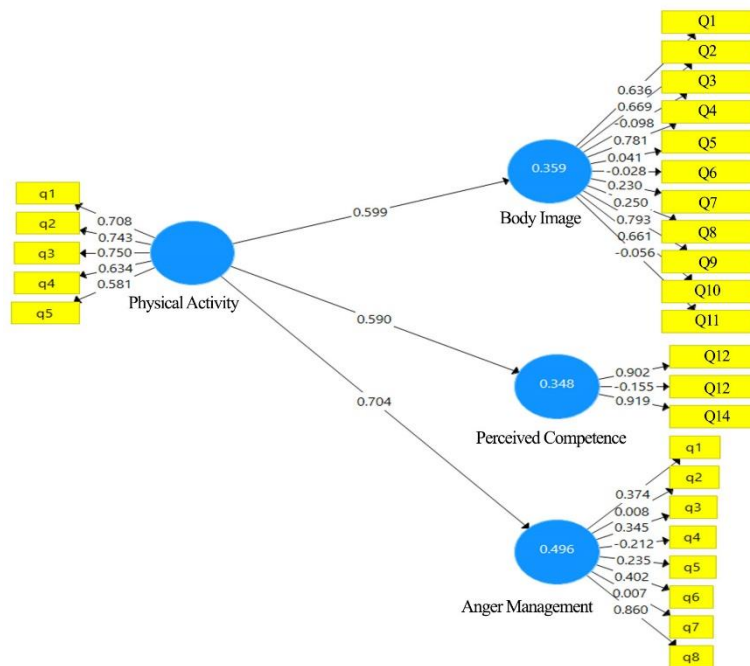 q1
q2
q3
q4
q5
0.708
0.743
0.750
0.634
0.581
Physical Activity
0.599
0.590
0.704
0.359
Body Image
0.636
0.669
-0.098
0.781
0.041
-0.028
0.230
0.250
0.793
0.661
-0.056
Q1
Q2
Q3
Q4
Q5
Q6
Q7
Q8
Q9
Q10
Q11
0.348
Perceived Competence
0.902
-0.155
0.919
Q12
Q12
Q14
0.496
Anger Management
0.374
0.008
0.345
-0.212
0.235
0.402
0.007
0.860
q1
q2
q3
q4
q5
q6
q7
q8